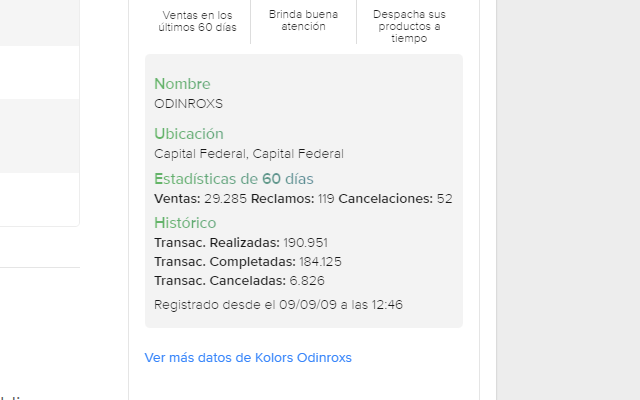 Ventas en los
últimos 60 días
Brinda buena
atención
Despacha sus
productos a
tiempo
Nombre
ODINROXS
Ubicación
Capital Federal, Capital Federal
Estadísticas de 60 días
Ventas: 29.285 Reclamos: 119 Cancelaciones: 52
Histórico
Transac. Realizadas: 190.951
Transac. Completadas: 184.125
Transac. Canceladas: 6.826
Registrado desde el 09/09/09 a las 12:46
Ver más datos de Kolors Odinroxs